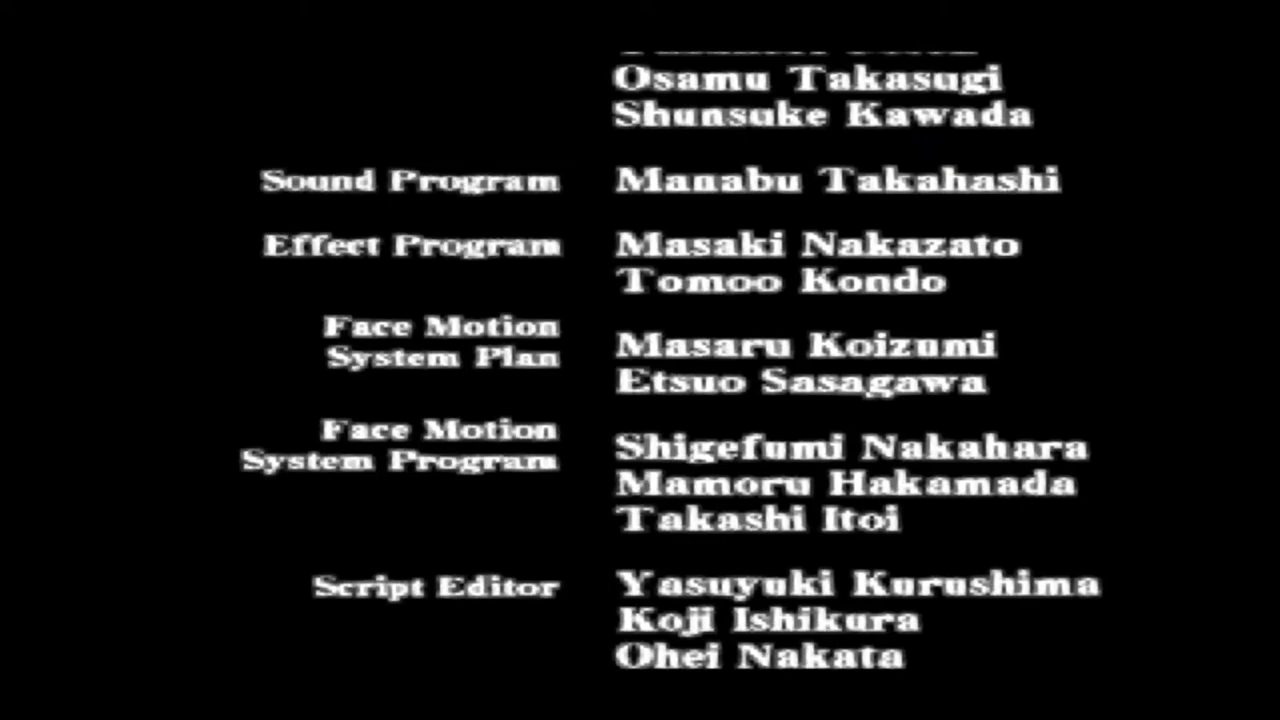 Osamu Takasugi
Shunsuke Kawada
Sound Program Manabu Takahashi
Effect Program Masaki Nakazato
Tomoo Kondo
Face Motion
System Plan Masaru Koizumi
Etsuo Sasagawa
Face Motion
System Program Shigefumi Nakahara
Mamoru Hakamada
Takashi Itoi
Script Editor Yasuyuki Kurushima
Koji Ishikura
Ohei Nakata